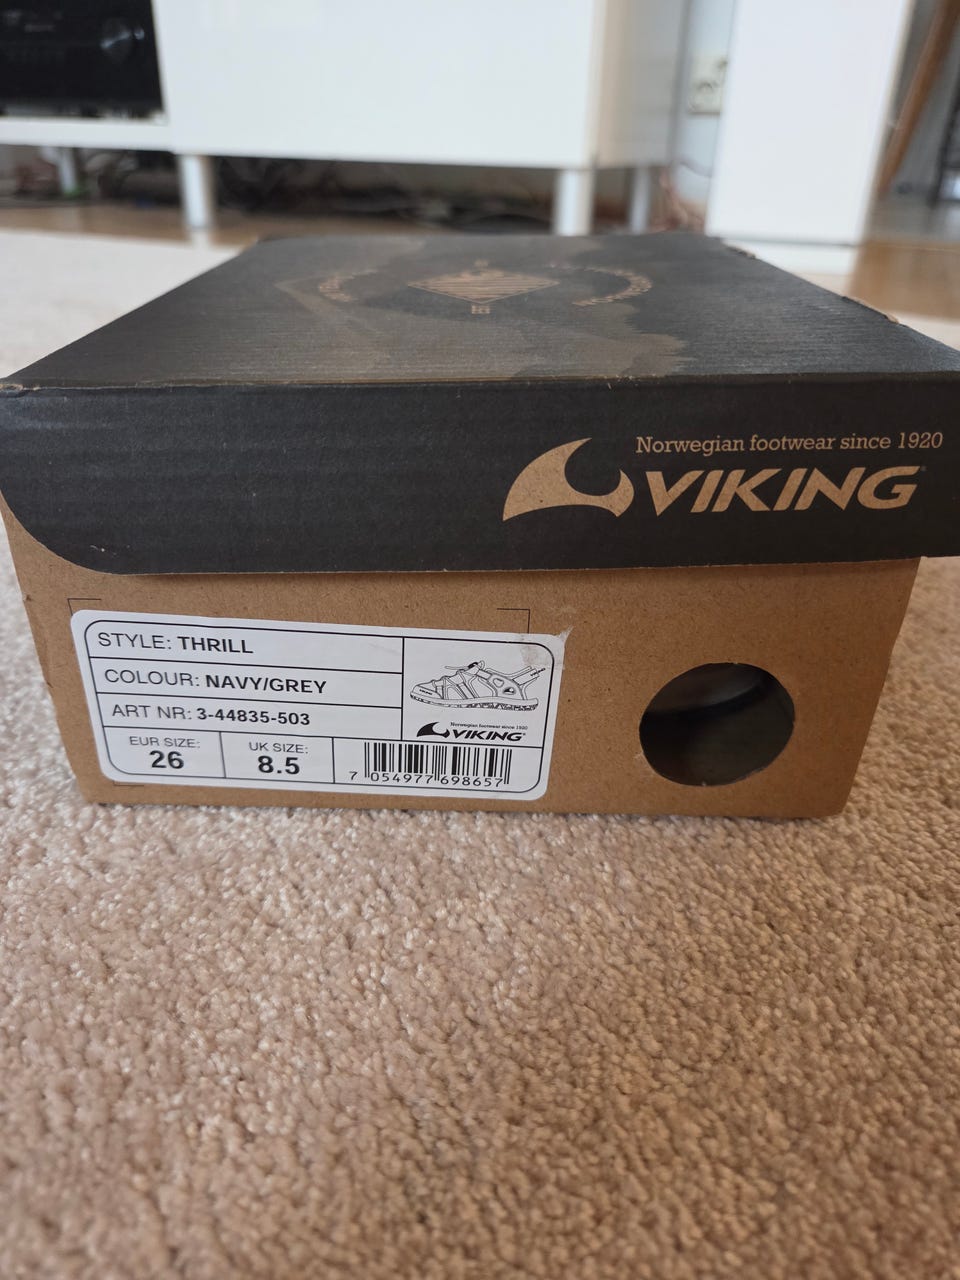 Norwegian footwear since 1920
VIKING
STYLE: THRILL
COLOUR: NAVY/GREY
ART NR: 3-44835-503
EUR SIZE:
26
UK SIZE:
8.5
VIKING
Norwegian footwear since 1920
VIKING
7 054977 698657